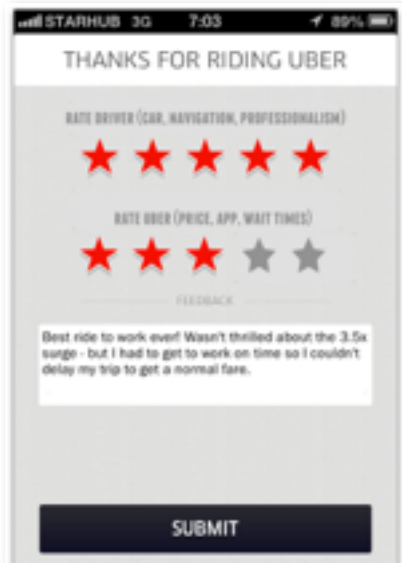 STARHUB 3G 7:03 89%
THANKS FOR RIDING UBER
RATE DRIVER (CAR, NAVIGATION, PROFESSIONALISM)
RATE UBER (PRICE, APP, WAIT TIMES)
FEEDBACK
Best ride to work ever! Wasn't thrilled about the 3.5x
surge - but I had to get to work on time so I couldn't
delay my trip to get a normal fare.
SUBMIT